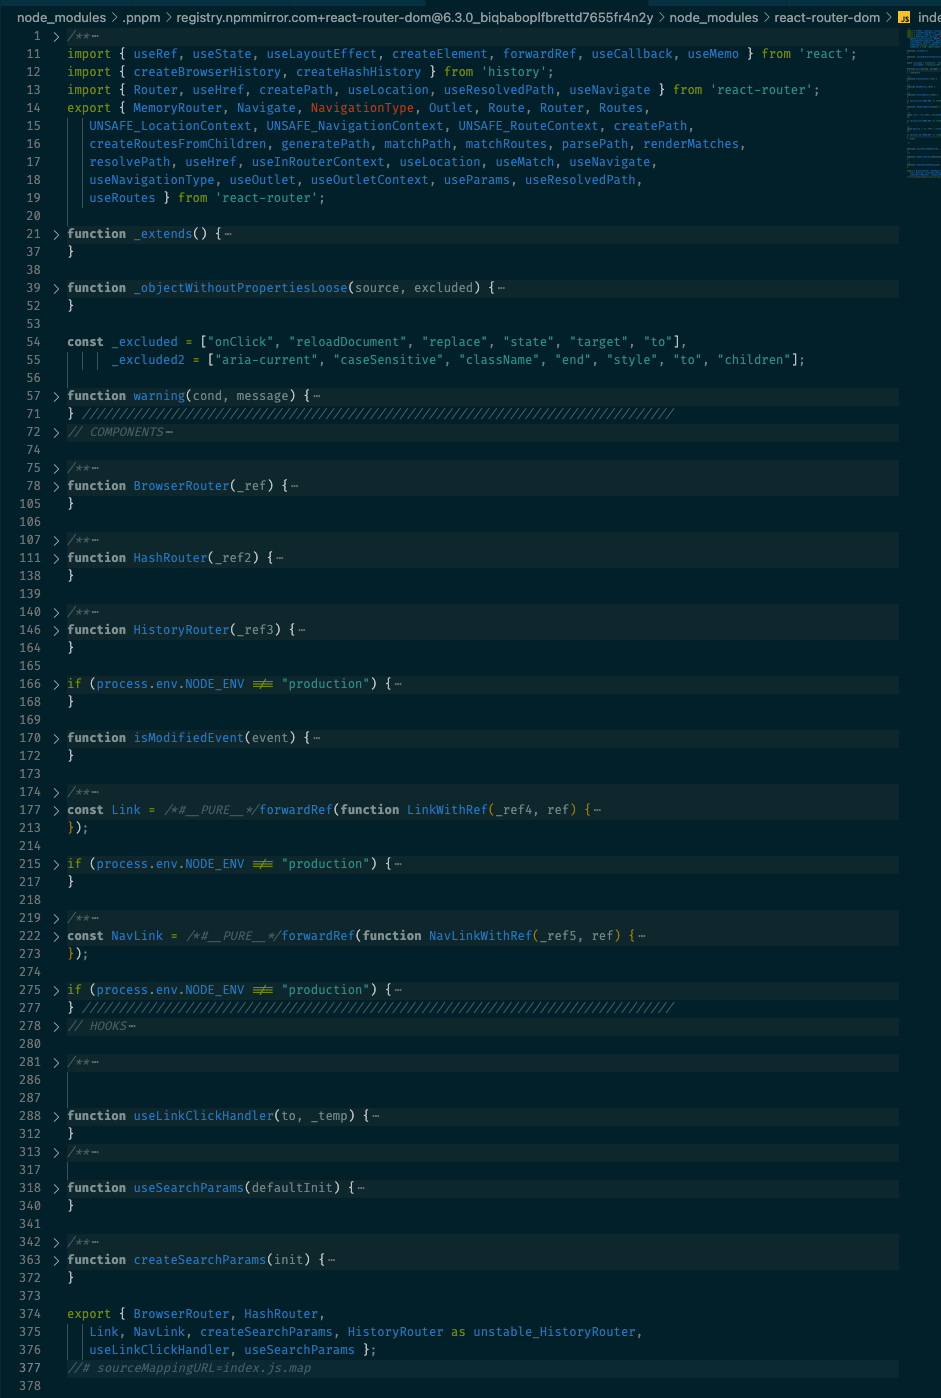 node_modules > .pnpm > registry.npmmirror.com+react-router-dom@6.3.0_biqbaboplfbrettd7655fr4n2y > node_modules > react-router-dom > JS inde
1 > /**⋯
11 import { useRef, useState, useLayoutEffect, createElement, forwardRef, useCallback, useMemo } from 'react';
12 import { createBrowserHistory, createHashHistory } from 'history';
13 import { Router, useHref, createPath, useLocation, useResolvedPath, useNavigate } from 'react-router';
14 export { MemoryRouter, Navigate, NavigationType, Outlet, Route, Router, Routes,
15 UNSAFE_LocationContext, UNSAFE_NavigationContext, UNSAFE_RouteContext, createPath,
16 createRoutesFromChildren, generatePath, matchPath, matchRoutes, parsePath, renderMatches,
17 resolvePath, useHref, useInRouterContext, useLocation, useMatch, useNavigate,
18 useNavigationType, useOutlet, useOutletContext, useParams, useResolvedPath,
19 useRoutes } from 'react-router';
20
21 > function _extends() {⋯
37 }
38
39 > function _objectWithoutPropertiesLoose(source, excluded) {⋯
52 }
53
54 const _excluded = ["onClick", "reloadDocument", "replace", "state", "target", "to"],
55 _excluded2 = ["aria-current", "caseSensitive", "className", "end", "style", "to", "children"];
56
57 > function warning(cond, message) {⋯
71 } ////////////////////////////////////////////////////////////////////////////////
72 > // COMPONENTS⋯
74
75 > /**⋯
78 > function BrowserRouter(_ref) {⋯
105 }
106
107 > /**⋯
111 > function HashRouter(_ref2) {⋯
138 }
139
140 > /**⋯
146 > function HistoryRouter(_ref3) {⋯
164 }
165
166 > if (process.env.NODE_ENV !== "production") {⋯
168 }
169
170 > function isModifiedEvent(event) {⋯
172 }
173
174 > /**⋯
177 > const Link = /*#__PURE__*/forwardRef(function LinkWithRef(_ref4, ref) {⋯
213 });
214
215 > if (process.env.NODE_ENV !== "production") {⋯
217 }
218
219 > /**⋯
222 > const NavLink = /*#__PURE__*/forwardRef(function NavLinkWithRef(_ref5, ref) {⋯
273 });
274
275 > if (process.env.NODE_ENV !== "production") {⋯
277 } ////////////////////////////////////////////////////////////////////////////////
278 > // HOOKS⋯
280
281 > /**⋯
286
287
288 > function useLinkClickHandler(to, _temp) {⋯
312 }
313 > /**⋯
317
318 > function useSearchParams(defaultInit) {⋯
340 }
341
342 > /**⋯
363 > function createSearchParams(init) {⋯
372 }
373
374 export { BrowserRouter, HashRouter,
375 Link, NavLink, createSearchParams, HistoryRouter as unstable_HistoryRouter,
376 useLinkClickHandler, useSearchParams };
377 //# sourceMappingURL=index.js.map
378